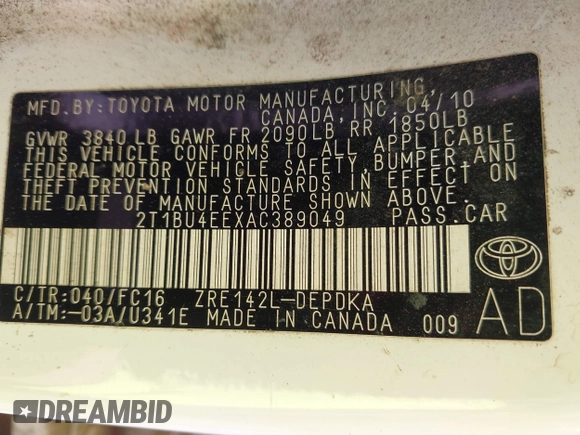 MFD.BY:TOYOTA MOTOR MANUFACTURING
CANADA, INC. 04/10
GVWR 3840 LB GAWR FR 2090LB RR 1850LB
THIS VEHICLE CONFORMS TO ALL APPLICABLE
FEDERAL MOTOR VEHICLE SAFETY, BUMPER, AND
THEFT PREVENTION STANDARDS IN EFFECT ON
THE DATE OF MANUFACTURE SHOWN ABOVE.
2T1BU4EEXAC389049 PASS.CAR
C/TR:040/FC16 ZRE142L-DEPDKA
A/TM:-03A/U341E MADE IN CANADA 009 AD
DREAMBID